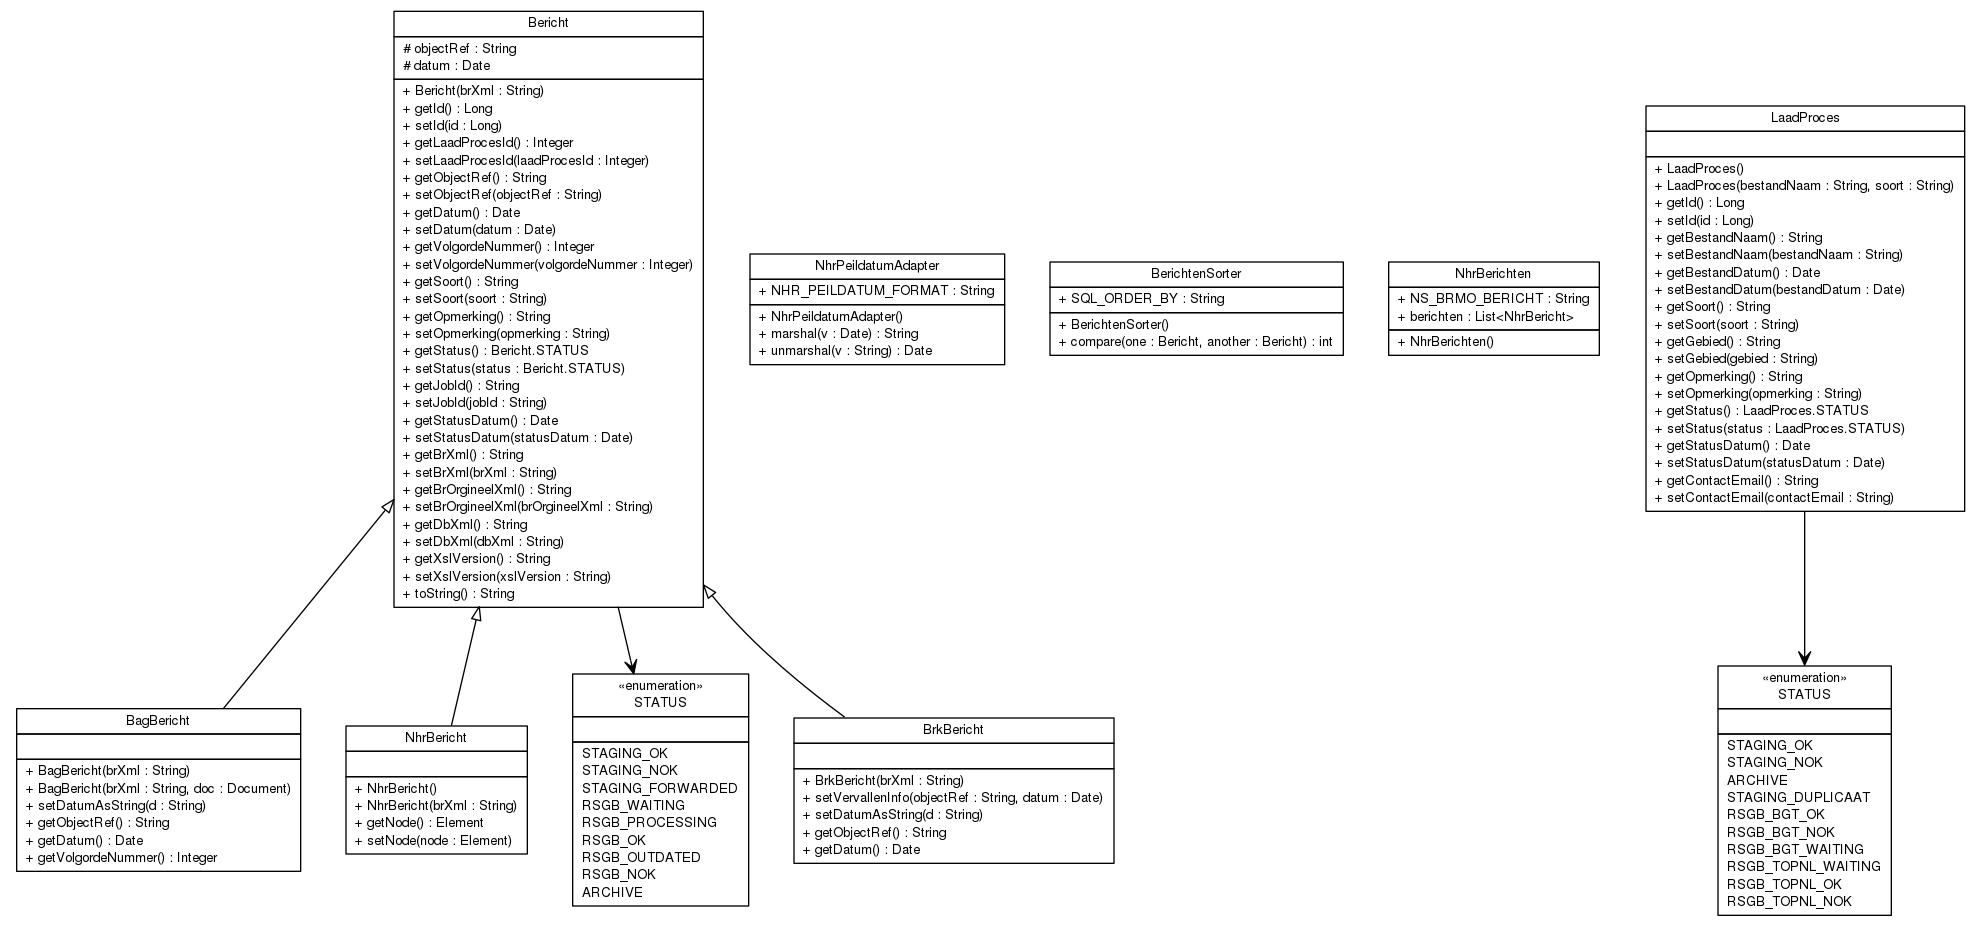 Bericht
# objectRef : String
# datum : Date
+ Bericht(brXml : String)
+ getId() : Long
+ setId(id : Long)
+ getLaadProcesId() : Integer
+ setLaadProcesId(laadProcesId : Integer)
+ getObjectRef() : String
+ setObjectRef(objectRef : String)
+ getDatum() : Date
+ setDatum(datum : Date)
+ getVolgordeNummer() : Integer
+ setVolgordeNummer(volgordeNummer : Integer)
+ getSoort() : String
+ setSoort(soort : String)
+ getOpmerking() : String
+ setOpmerking(opmerking : String)
+ getStatus() : Bericht.STATUS
+ setStatus(status : Bericht.STATUS)
+ getJobId() : String
+ setJobId(jobId : String)
+ getStatusDatum() : Date
+ setStatusDatum(statusDatum : Date)
+ getBrXml() : String
+ setBrXml(brXml : String)
+ getBrOrgineelXml() : String
+ setBrOrgineelXml(brOrgineelXml : String)
+ getDbXml() : String
+ setDbXml(dbXml : String)
+ getXslVersion() : String
+ setXslVersion(xslVersion : String)
+ toString() : String
NhrPeildatumAdapter
+ NHR_PEILDATUM_FORMAT : String
+ NhrPeildatumAdapter()
+ marshal(v : Date) : String
+ unmarshal(v : String) : Date
BerichtenSorter
+ SQL_ORDER_BY : String
+ BerichtenSorter()
+ compare(one : Bericht, another : Bericht) : int
NhrBerichten
+ NS_BRMO_BERICHT : String
+ berichten : List<NhrBericht>
+ NhrBerichten()
LaadProces
+ LaadProces()
+ LaadProces(bestandNaam : String, soort : String)
+ getId() : Long
+ setId(id : Long)
+ getBestandNaam() : String
+ setBestandNaam(bestandNaam : String)
+ getBestandDatum() : Date
+ setBestandDatum(bestandDatum : Date)
+ getSoort() : String
+ setSoort(soort : String)
+ getGebied() : String
+ setGebied(gebied : String)
+ getOpmerking() : String
+ setOpmerking(opmerking : String)
+ getStatus() : LaadProces.STATUS
+ setStatus(status : LaadProces.STATUS)
+ getStatusDatum() : Date
+ setStatusDatum(statusDatum : Date)
+ getContactEmail() : String
+ setContactEmail(contactEmail : String)
BagBericht
+ BagBericht(brXml : String)
+ BagBericht(brXml : String, doc : Document)
+ setDatumAsString(d : String)
+ getObjectRef() : String
+ getDatum() : Date
+ getVolgordeNummer() : Integer
NhrBericht
+ NhrBericht()
+ NhrBericht(brXml : String)
+ getNode() : Element
+ setNode(node : Element)
«enumeration»
STATUS
STAGING_OK
STAGING_NOK
STAGING_FORWARDED
RSGB_WAITING
RSGB_PROCESSING
RSGB_OK
RSGB_OUTDATED
RSGB_NOK
ARCHIVE
BrkBericht
+ BrkBericht(brXml : String)
+ setVervallenInfo(objectRef : String, datum : Date)
+ setDatumAsString(d : String)
+ getObjectRef() : String
+ getDatum() : Date
«enumeration»
STATUS
STAGING_OK
STAGING_NOK
ARCHIVE
STAGING_DUPLICAAT
RSGB_BGT_OK
RSGB_BGT_NOK
RSGB_BGT_WAITING
RSGB_TOPNL_WAITING
RSGB_TOPNL_OK
RSGB_TOPNL_NOK